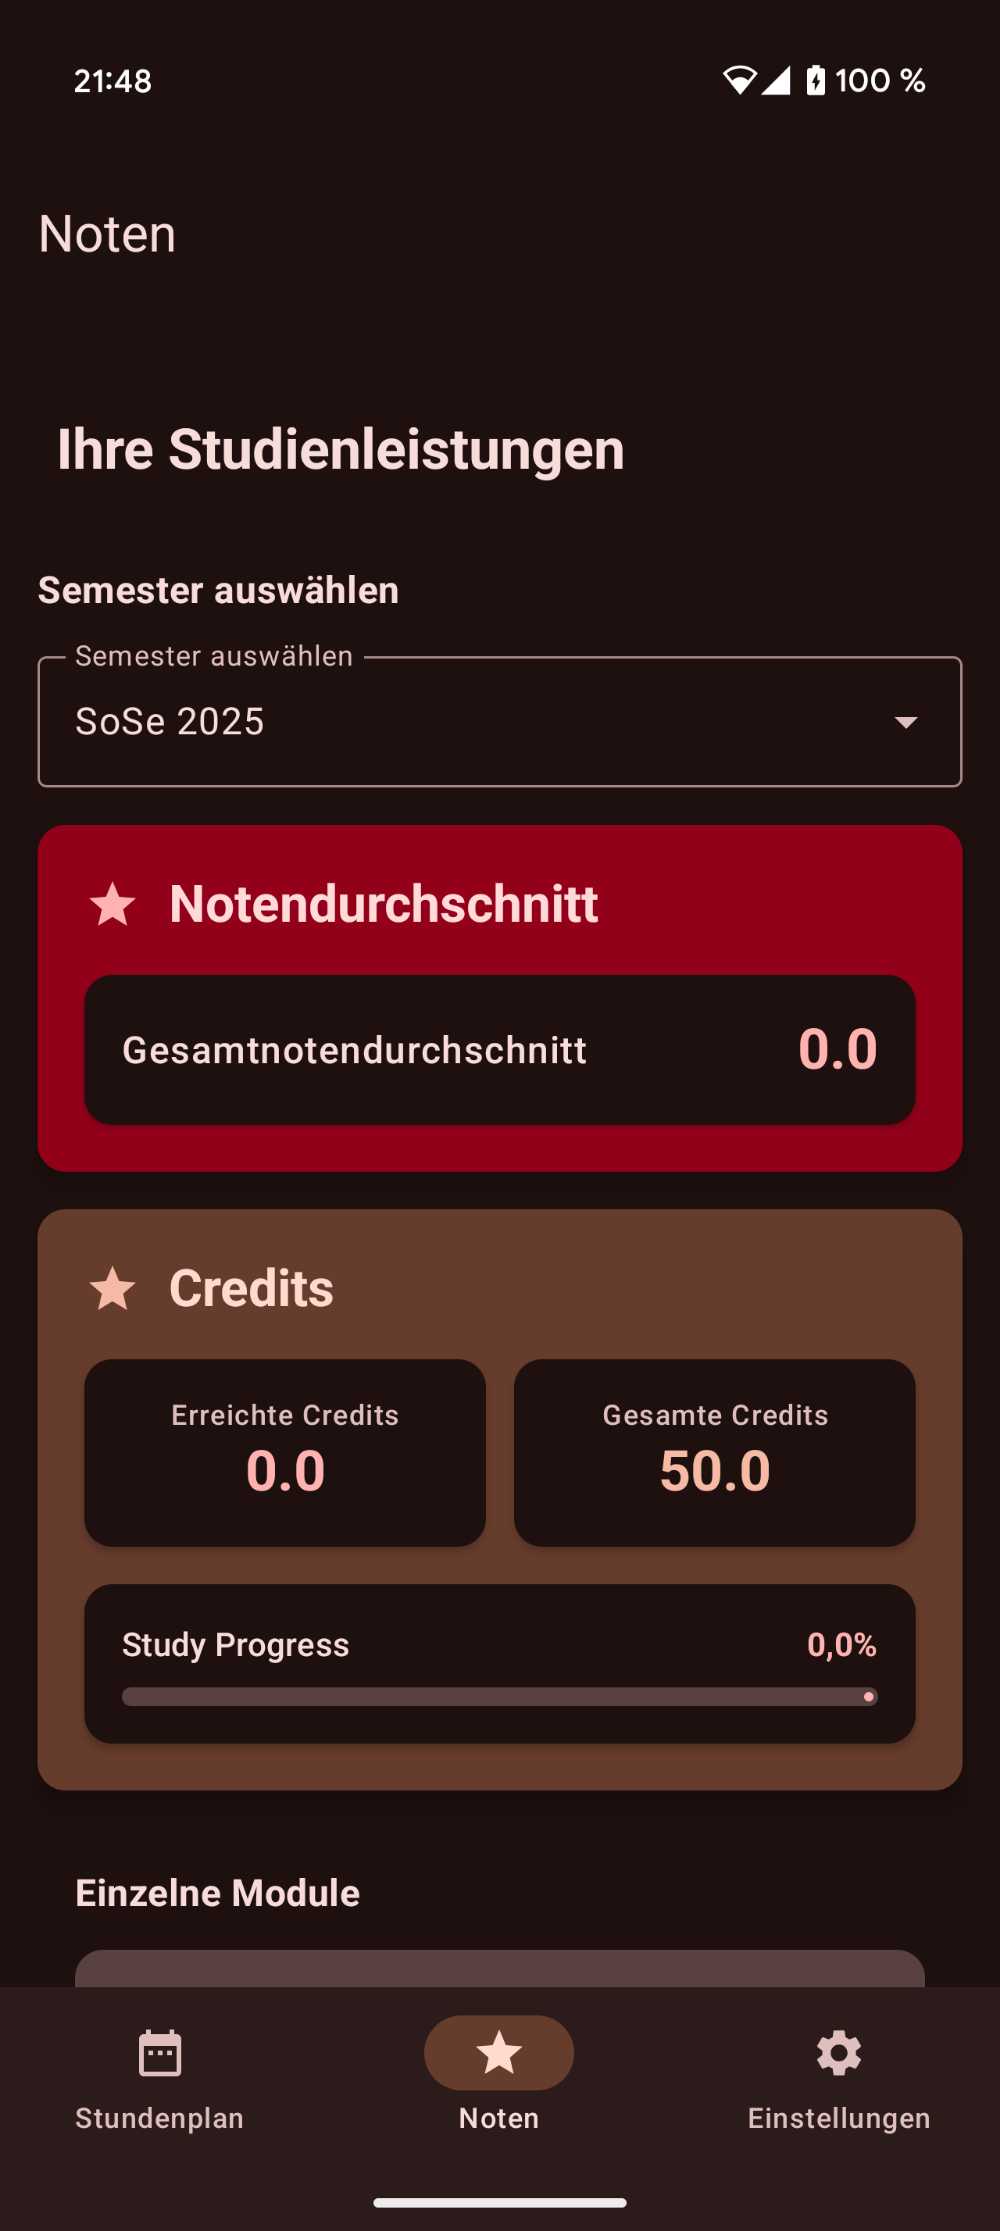 21:48
100 %
Noten
Ihre Studienleistungen
Semester auswählen
Semester auswählen
SoSe 2025
Notendurchschnitt
Gesamtnotendurchschnitt 0.0
Credits
Erreichte Credits
0.0
Gesamte Credits
50.0
Study Progress 0,0%
Einzelne Module
Stundenplan
Noten
Einstellungen